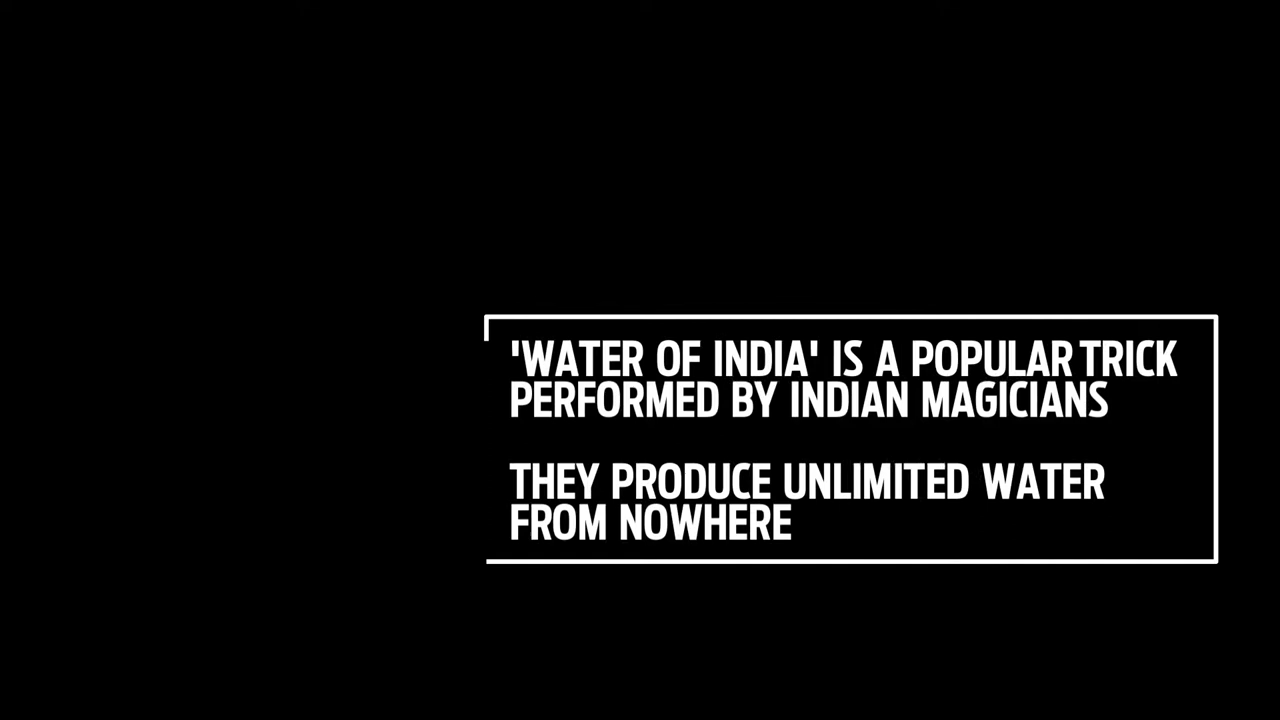 'WATER OF INDIA' IS A POPULAR TRICK
PERFORMED BY INDIAN MAGICIANS
THEY PRODUCE UNLIMITED WATER
FROM NOWHERE